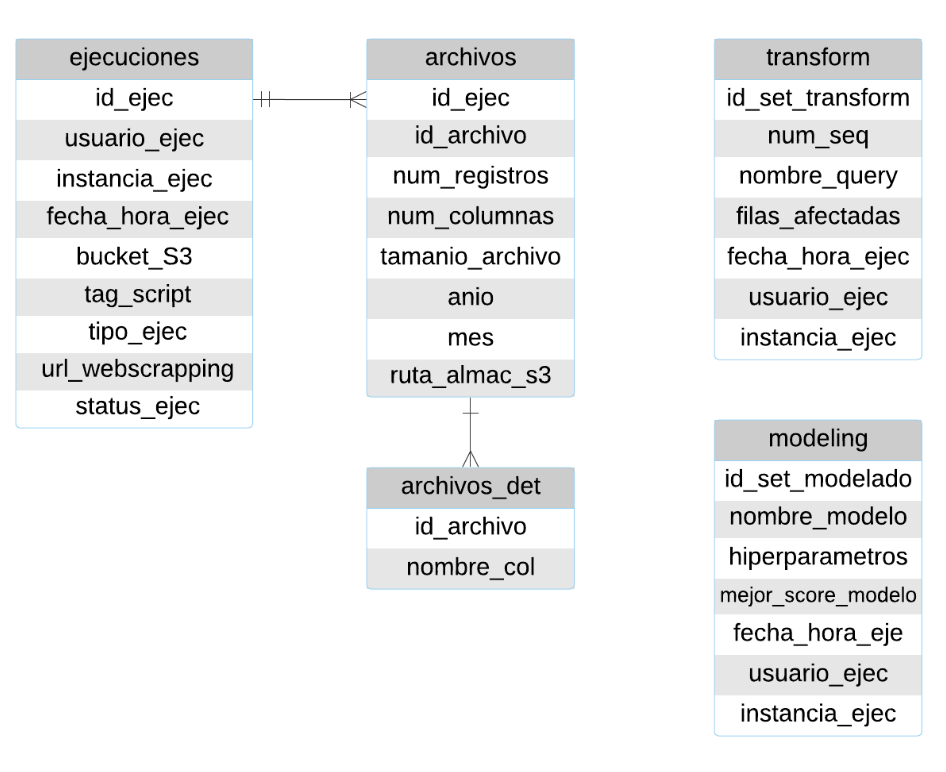 ejecuciones
id_ejec
usuario_ejec
instancia_ejec
fecha_hora_ejec
bucket_S3
tag_script
tipo_ejec
url_webscrapping
status_ejec
archivos
id_ejec
id_archivo
num_registros
num_columnas
tamanio_archivo
anio
mes
ruta_almac_s3
archivos_det
id_archivo
nombre_col
transform
id_set_transform
num_seq
nombre_query
filas_afectadas
fecha_hora_ejec
usuario_ejec
instancia_ejec
modeling
id_set_modelado
nombre_modelo
hiperparametros
mejor_score_modelo
fecha_hora_eje
usuario_ejec
instancia_ejec